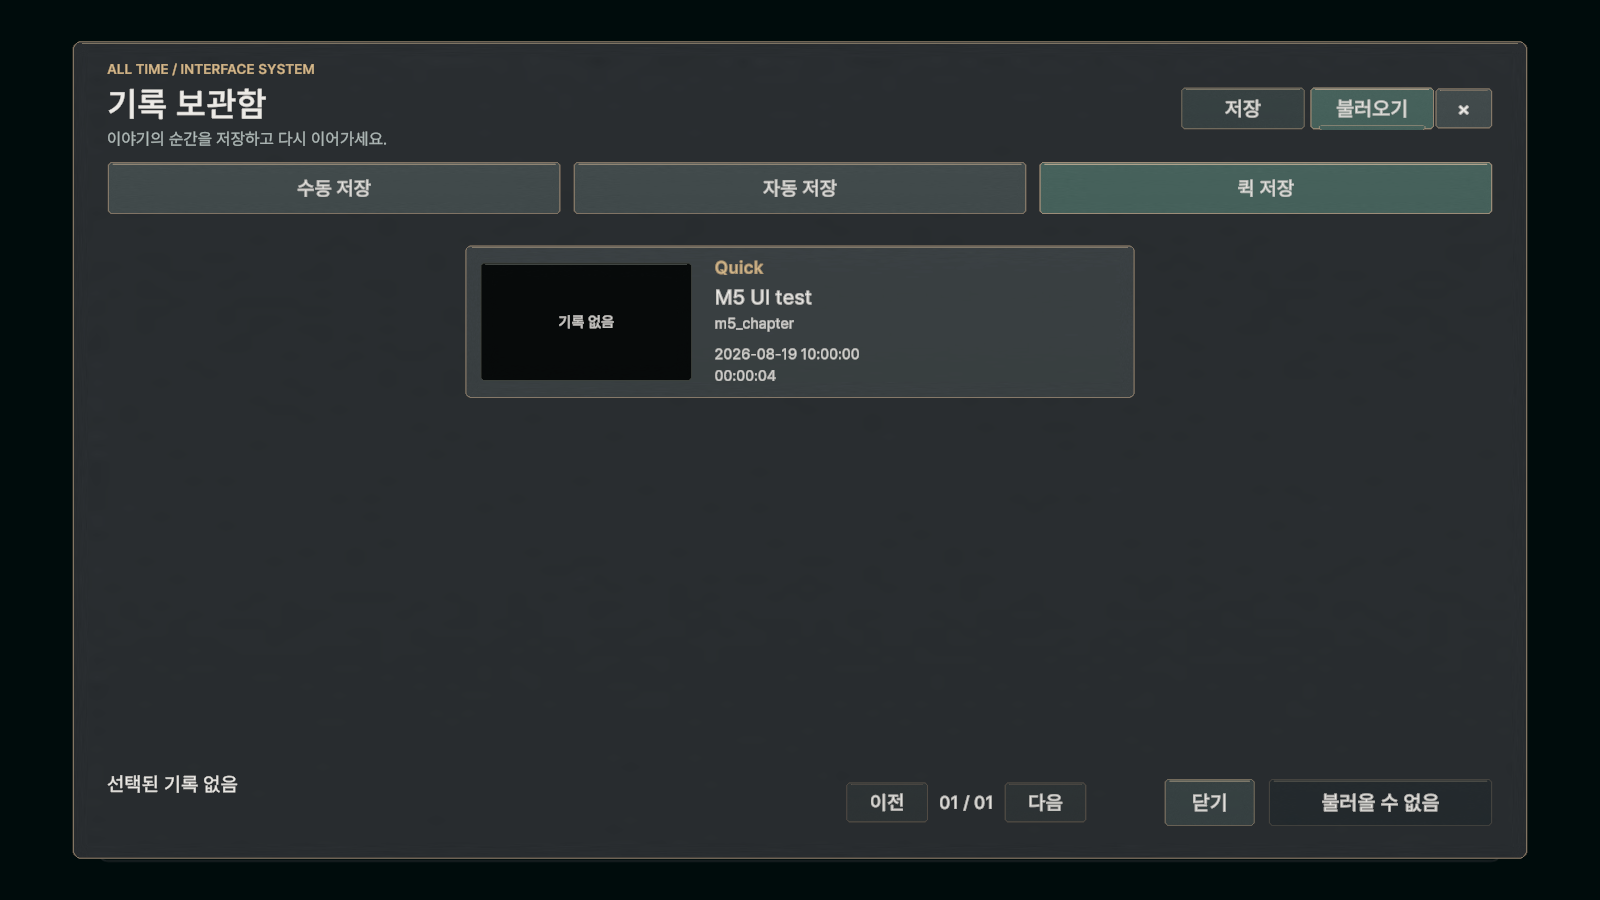 ALL TIME / INTERFACE SYSTEM
기록 보관함
이야기의 순간을 저장하고 다시 이어가세요.
저장
불러오기
×
수동 저장
자동 저장
퀵 저장
기록 없음
Quick
M5 UI test
m5_chapter
2026-08-19 10:00:00
00:00:04
선택된 기록 없음
이전
01 / 01
다음
닫기
불러올 수 없음